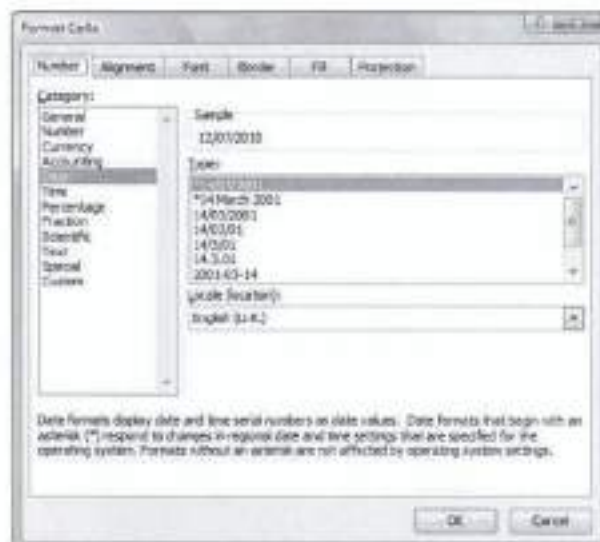 Format Cells
Number Alignment Font Border Fill Protection
Category:
General
Number
Currency
Accounting
Date
Time
Percentage
Fraction
Scientific
Text
Special
Custom
Sample
12/07/2010
Type:
*14 March 2001
14/03/2001
14/03/01
14/3/01
14.3.01
2001-03-14
Locale (location):
English (U.K.)
Date formats display date and time serial numbers as date values. Date formats that begin with an
asterisk (*) respond to changes in regional date and time settings that are specified for the
operating system. Formats without an asterisk are not affected by operating system settings.
OK Cancel